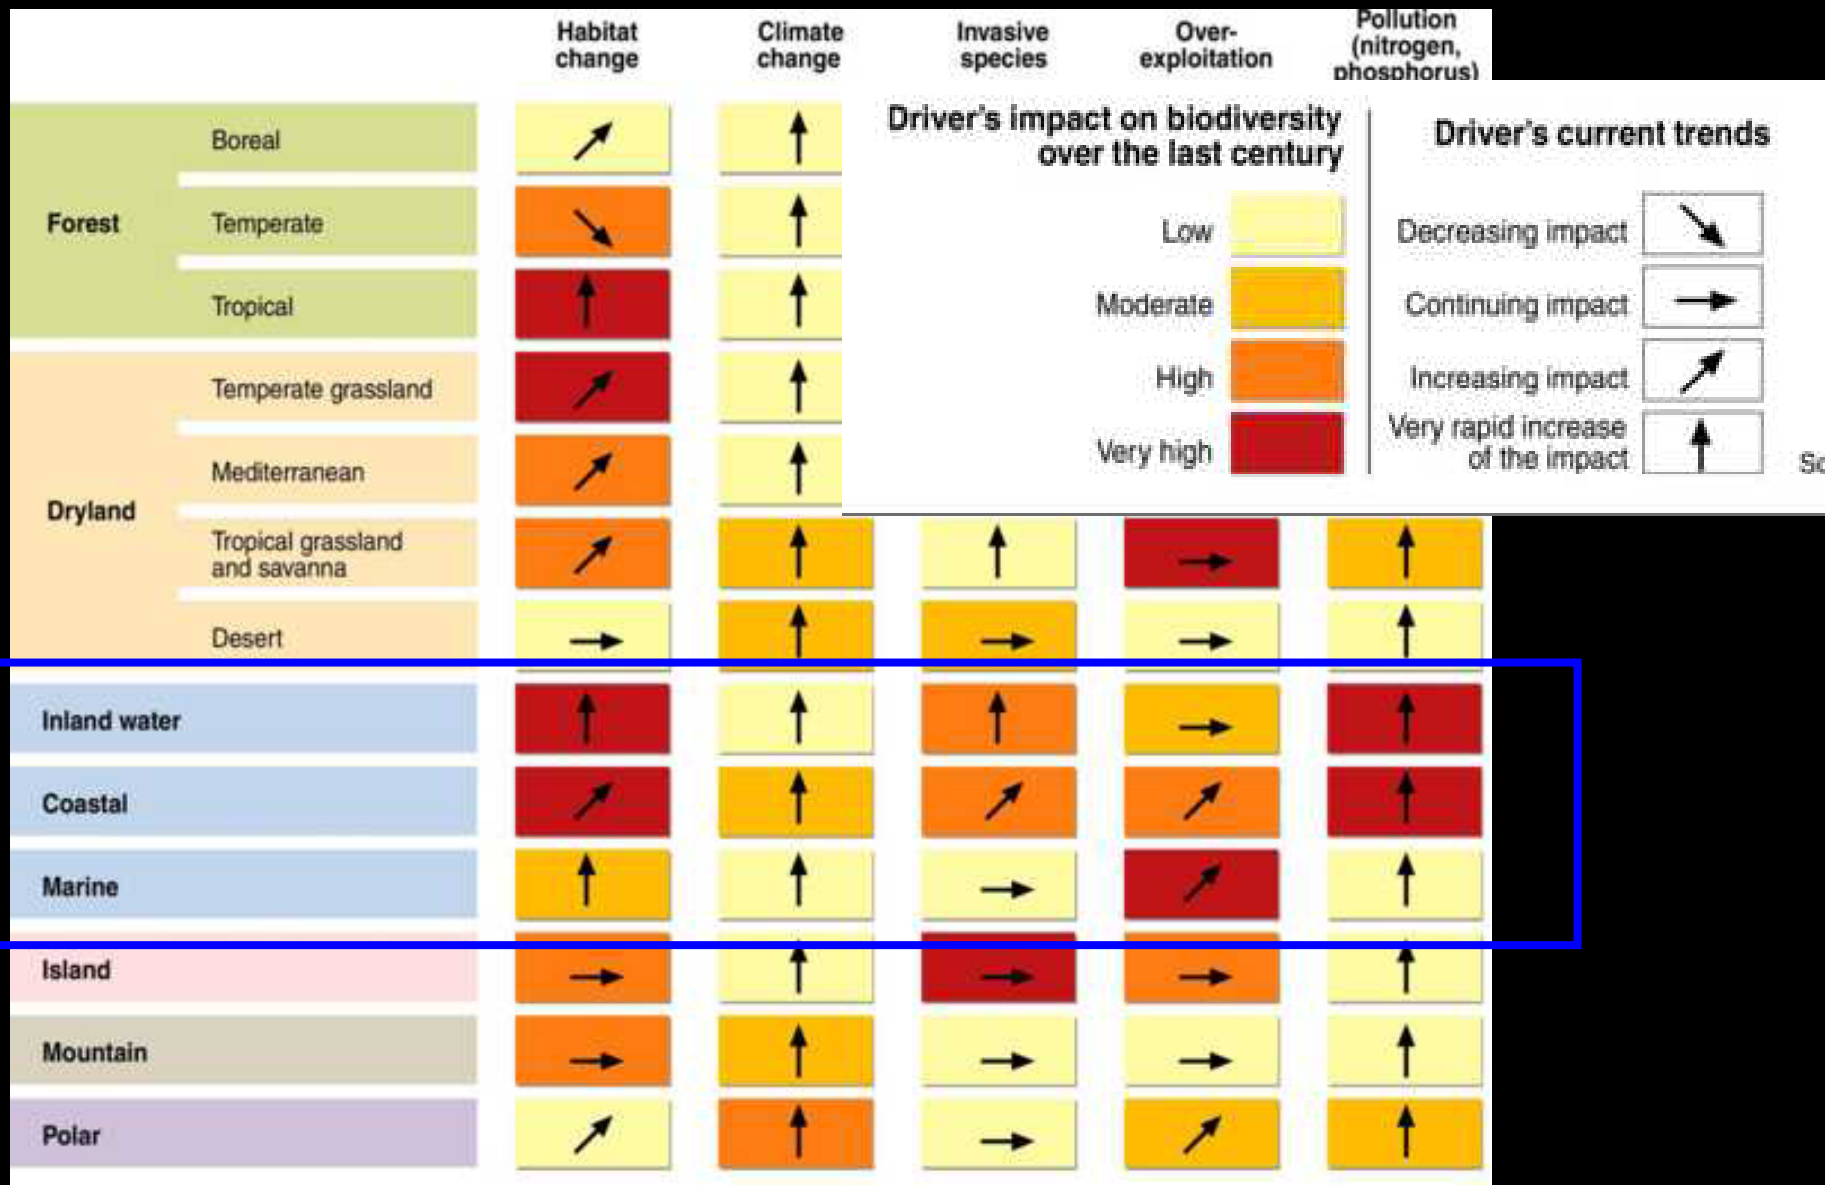 Habitat
change
Climate
change
Invasive
species
Over-
exploitation
Pollution
(nitrogen,
phosphorus)
Driver's impact on biodiversity
over the last century
Low
Moderate
High
Very high
Driver's current trends
Decreasing impact
Continuing impact
Increasing impact
Very rapid increase
of the impact
Forest
Boreal
Temperate
Tropical
Dryland
Temperate grassland
Mediterranean
Tropical grassland
and savanna
Desert
Inland water
Coastal
Marine
Island
Mountain
Polar